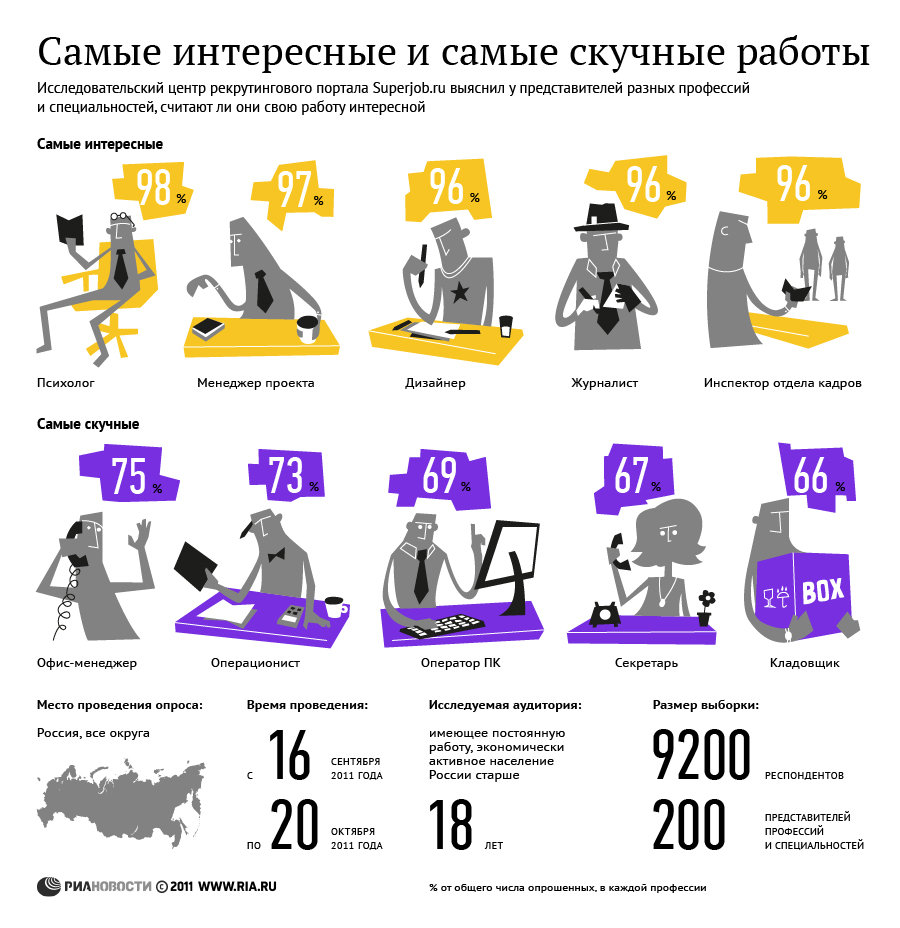 Самые интересные и самые скучные работы
Исследовательский центр рекрутингового портала Superjob.ru выяснил у представителей разных профессий
и специальностей, считают ли они свою работу интересной
Самые интересные
98 %
97 %
96 %
96 %
96 %
Психолог
Менеджер проекта
Дизайнер
Журналист
Инспектор отдела кадров
Самые скучные
75 %
73 %
69 %
67 %
66 %
BOX
Офис-менеджер
Операционист
Оператор ПК
Секретарь
Кладовщик
Место проведения опроса:
Россия, все округа
Время проведения:
с 16 сентября
2011 года
по 20 октября
2011 года
Исследуемая аудитория:
имеющее постоянную
работу, экономически
активное население
России старше
18 лет
Размер выборки:
9200 респондентов
200 представителей
профессий
и специальностей
РИАНОВОСТИ © 2011 WWW.RIA.RU
% от общего числа опрошенных, в каждой профессии